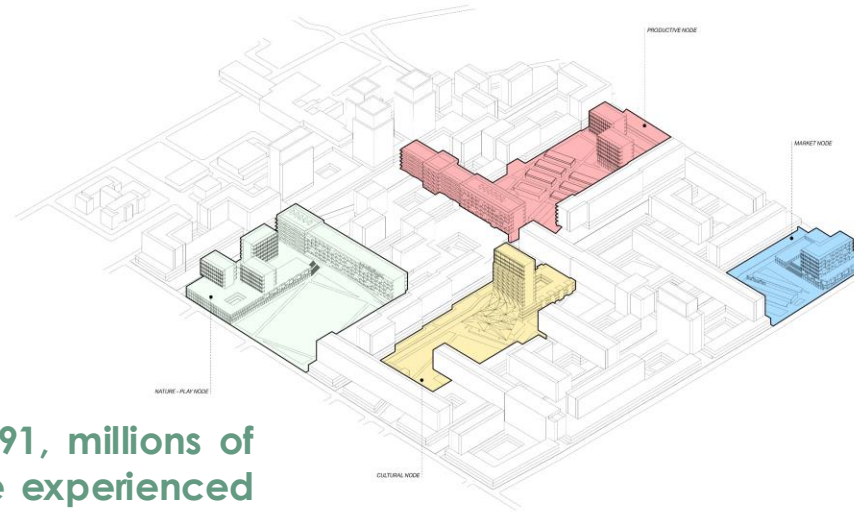 PRODUCTIVE NODE
MARKET NODE
NATURE - PLAY NODE
CULTURAL NODE
91, millions of
e experienced